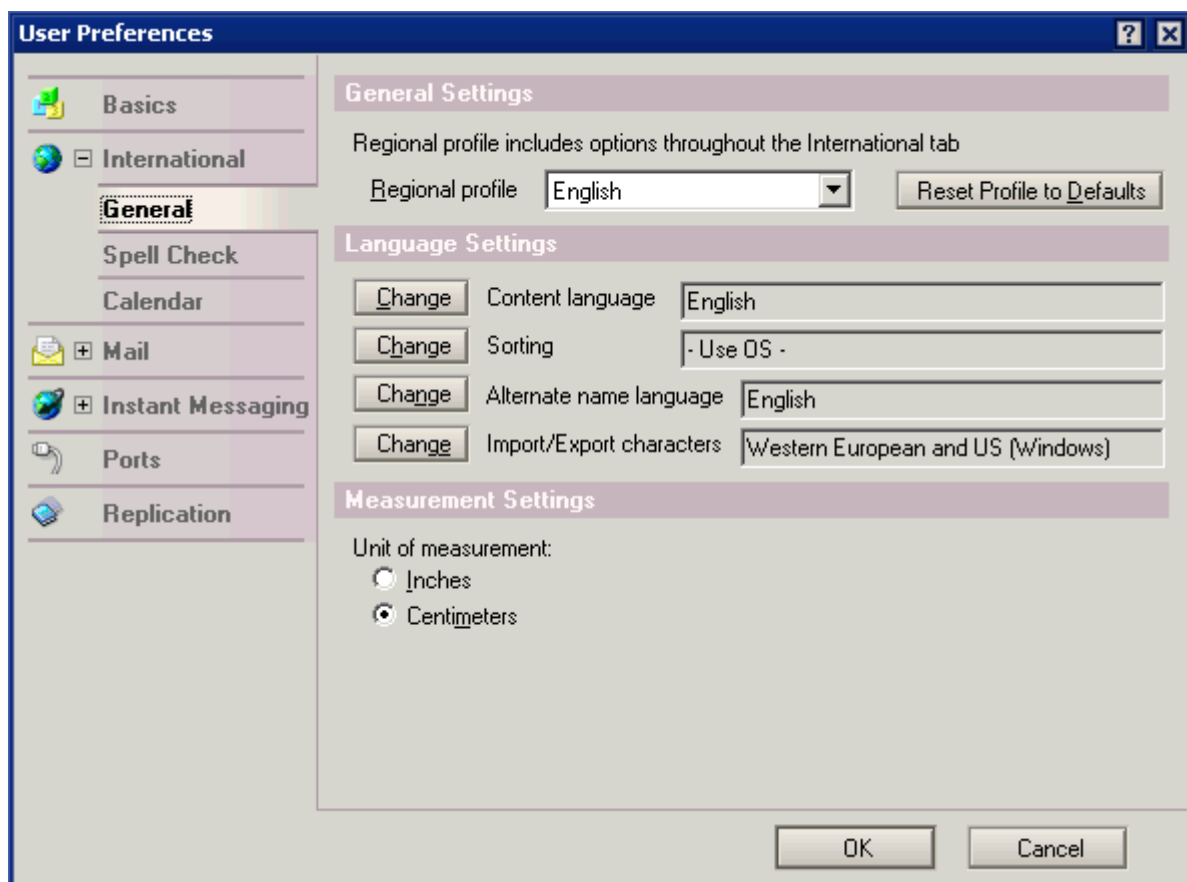 User Preferences
Basics
International
General
Spell Check
Calendar
Mail
Instant Messaging
Ports
Replication
General Settings
Regional profile includes options throughout the International tab
Regional profile English Reset Profile to Defaults
Language Settings
Change Content language English
Change Sorting - Use OS -
Change Alternate name language English
Change Import/Export characters Western European and US (Windows)
Measurement Settings
Unit of measurement:
Inches
Centimeters
OK Cancel